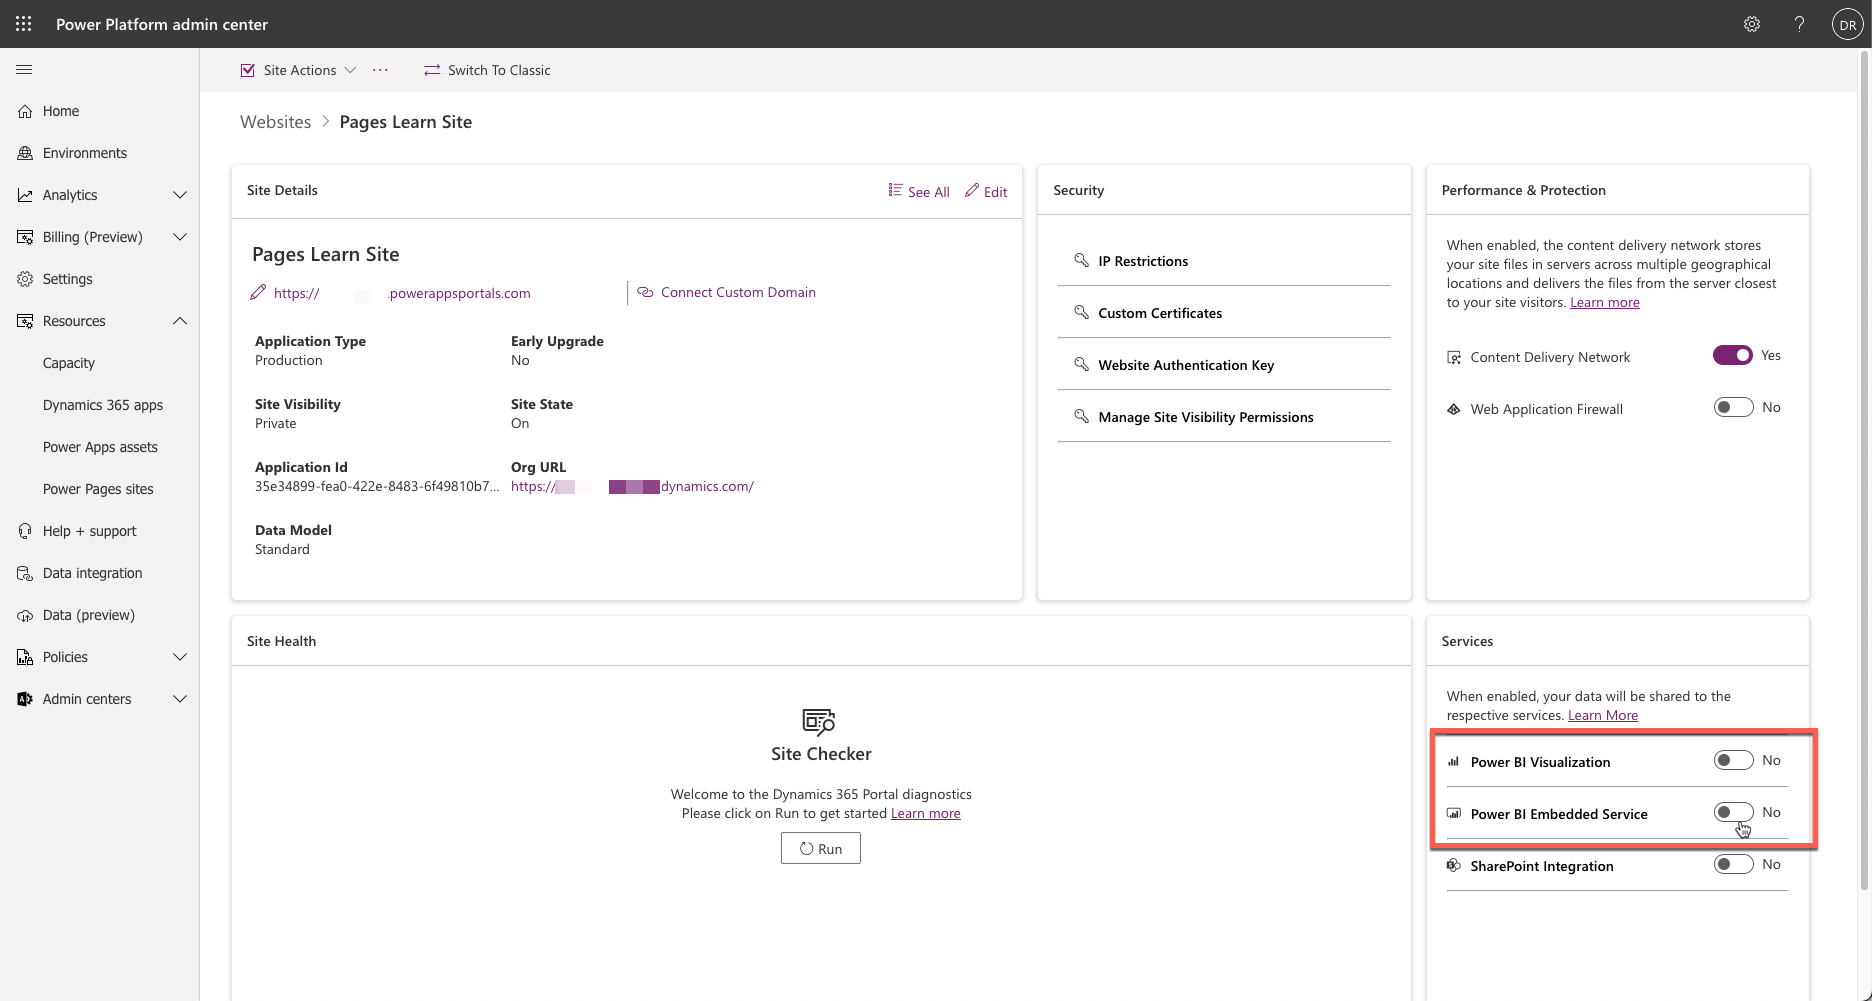 Power Platform admin center
?
DR
Site Actions
...
Switch To Classic
Home
Environments
Analytics
Billing (Preview)
Settings
Resources
Capacity
Dynamics 365 apps
Power Apps assets
Power Pages sites
Help + support
Data integration
Data (preview)
Policies
Admin centers
Websites > Pages Learn Site
Site Details
See All
Edit
Pages Learn Site
https://
.powerappsportals.com
Connect Custom Domain
Application Type
Production
Early Upgrade
No
Site Visibility
Private
Site State
On
Application Id
35e34899-fea0-422e-8483-6f49810b7...
Org URL
https://
dynamics.com/
Data Model
Standard
Security
IP Restrictions
Custom Certificates
Website Authentication Key
Manage Site Visibility Permissions
Performance & Protection
When enabled, the content delivery network stores
your site files in servers across multiple geographical
locations and delivers the files from the server closest
to your site visitors. Learn more
Content Delivery Network
Yes
Web Application Firewall
No
Site Health
Site Checker
Welcome to the Dynamics 365 Portal diagnostics
Please click on Run to get started Learn more
Run
Services
When enabled, your data will be shared to the
respective services. Learn More
Power BI Visualization
No
Power BI Embedded Service
No
SharePoint Integration
No